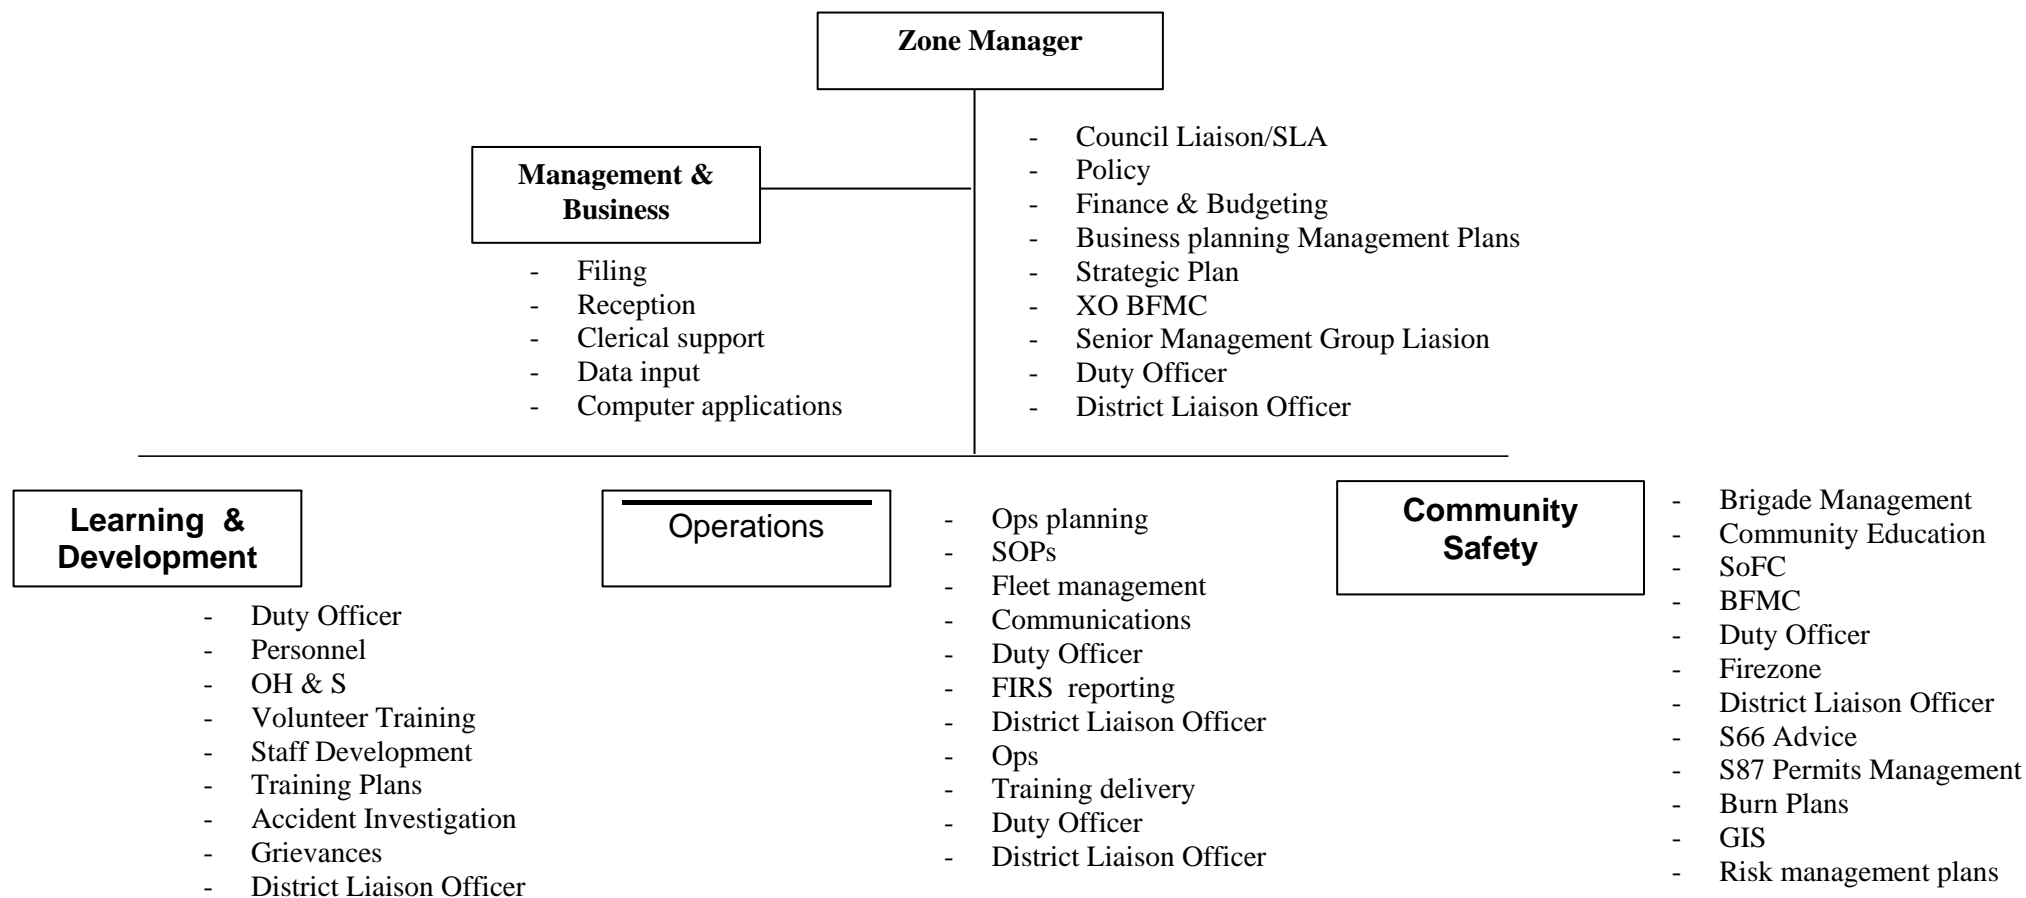 Zone Manager
Management &
Business
- Filing
- Reception
- Clerical support
- Data input
- Computer applications
- Council Liaison/SLA
- Policy
- Finance & Budgeting
- Business planning Management Plans
- Strategic Plan
- XO BFMC
- Senior Management Group Liasion
- Duty Officer
- District Liaison Officer
Learning & 
Development
- Duty Officer
- Personnel
- OH & S
- Volunteer Training
- Staff Development
- Training Plans
- Accident Investigation
- Grievances
- District Liaison Officer
Operations
- Ops planning
- SOPs
- Fleet management
- Communications
- Duty Officer
- FIRS reporting
- District Liaison Officer
- Ops
- Training delivery
- Duty Officer
- District Liaison Officer
Community
Safety
- Brigade Management
- Community Education
- SoFC
- BFMC
- Duty Officer
- Firezone
- District Liaison Officer
- S66 Advice
- S87 Permits Management
- Burn Plans
- GIS
- Risk management plans